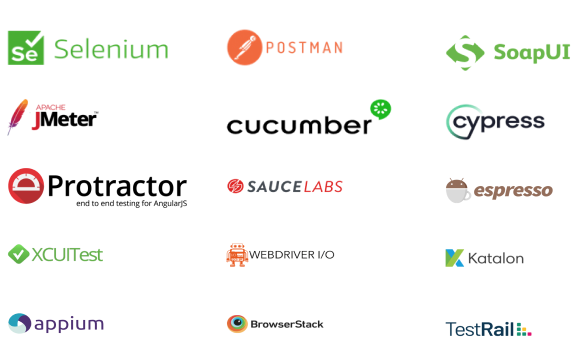 Se Selenium
POSTMAN
SoapUI
APACHE
JMeter™
cucumber
cypress
Protractor
end to end testing for AngularJS
SAUCELABS
espresso
XCUITest
WEBDRIVER I/O
Katalon
appium
BrowserStack
TestRail